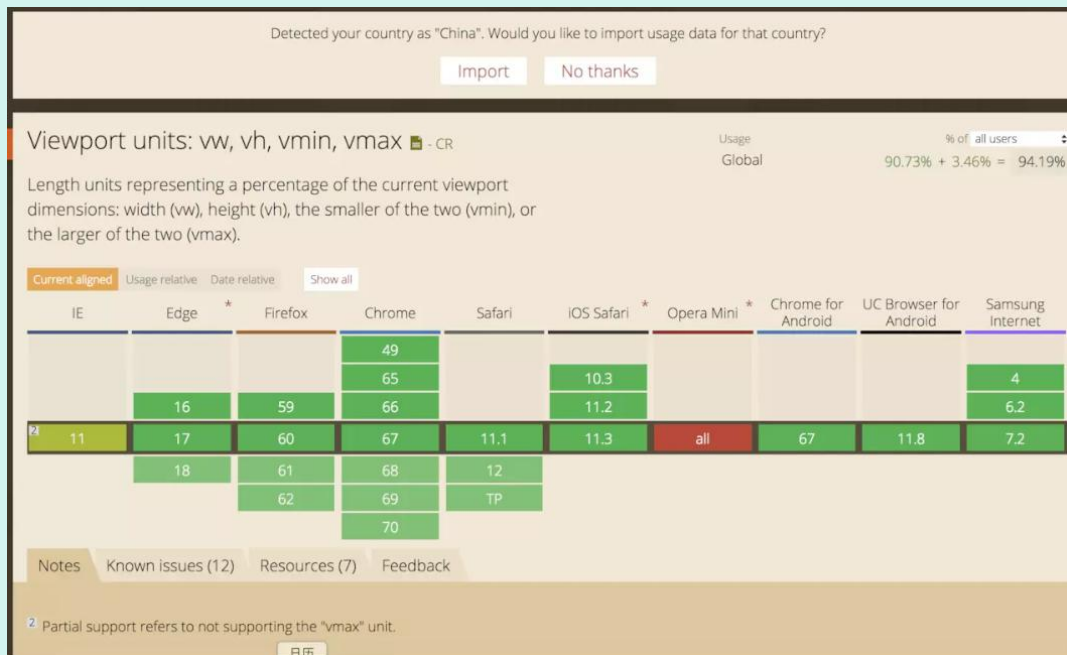 Detected your country as "China". Would you like to import usage data for that country?
Import No thanks
Viewport units: vw, vh, vmin, vmax - CR
Usage % of all users
Global 90.73% + 3.46% = 94.19%
Length units representing a percentage of the current viewport
dimensions: width (vw), height (vh), the smaller of the two (vmin), or
the larger of the two (vmax).
Current aligned Usage relative Date relative Show all
IE Edge * Firefox Chrome Safari iOS Safari * Opera Mini * Chrome for Android UC Browser for Android Samsung Internet
49
65 10.3 4
16 59 66 11.2 6.2
2 11 17 60 67 11.1 11.3 all 67 11.8 7.2
18 61 68 12
62 69 TP
70
Notes Known issues (12) Resources (7) Feedback
2 Partial support refers to not supporting the "vmax" unit.
日历